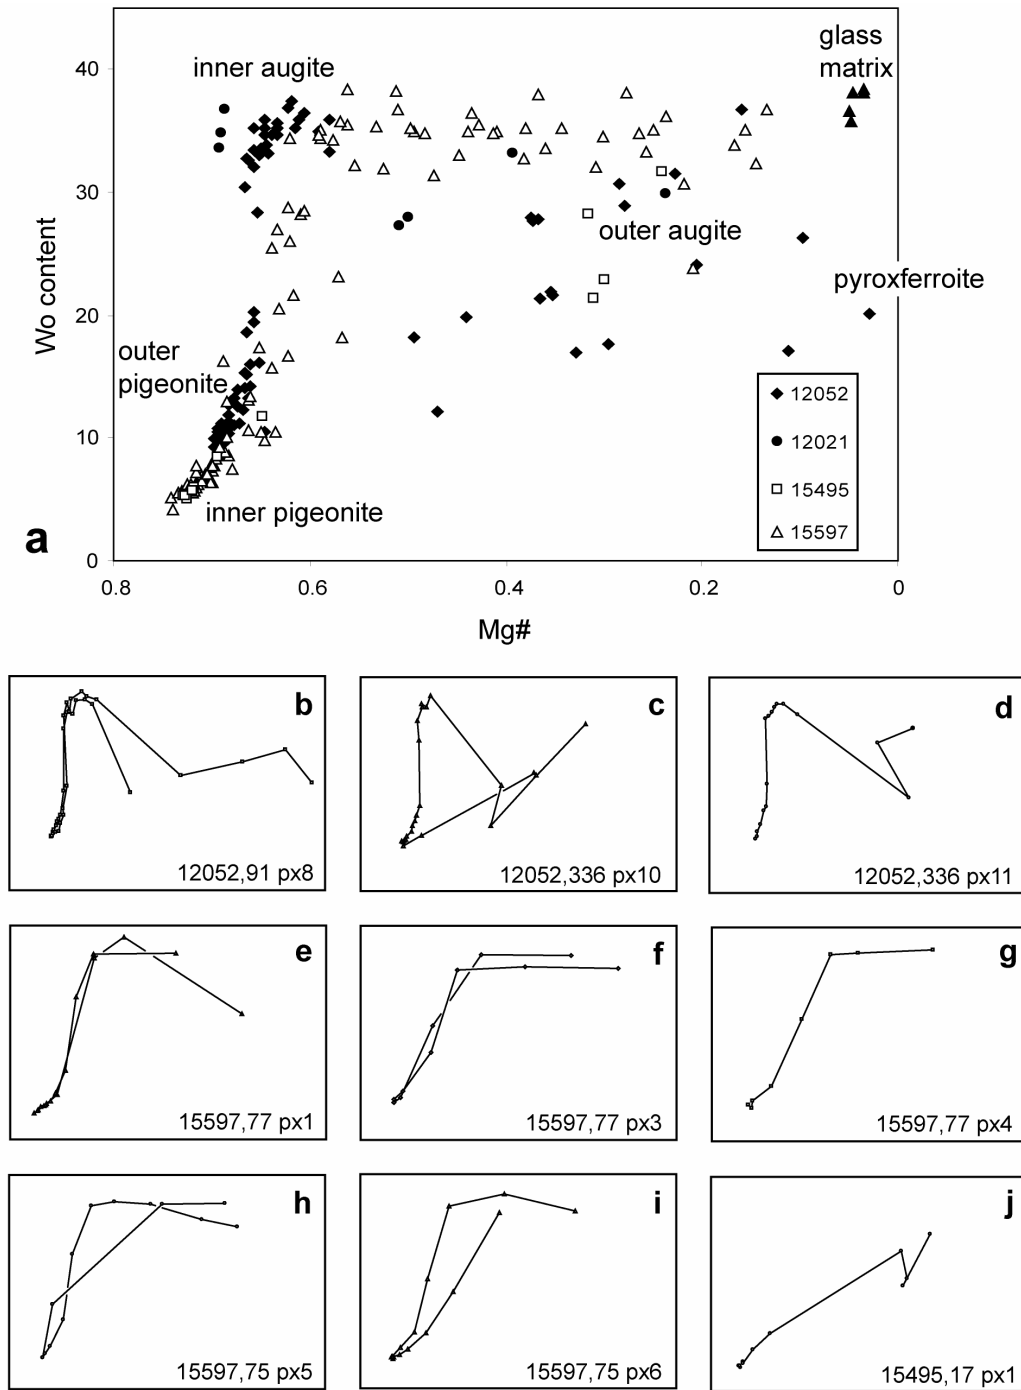 a
40
30
20
10
0
Wo content
0.8
0.6
0.4
0.2
0
Mg#
inner augite
glass
matrix
outer augite
pyroxferroite
outer
pigeonite
inner pigeonite
12052
12021
15495
15597
b
12052,91 px8
c
12052,336 px10
d
12052,336 px11
e
15597,77 px1
f
15597,77 px3
g
15597,77 px4
h
15597,75 px5
i
15597,75 px6
j
15495,17 px1